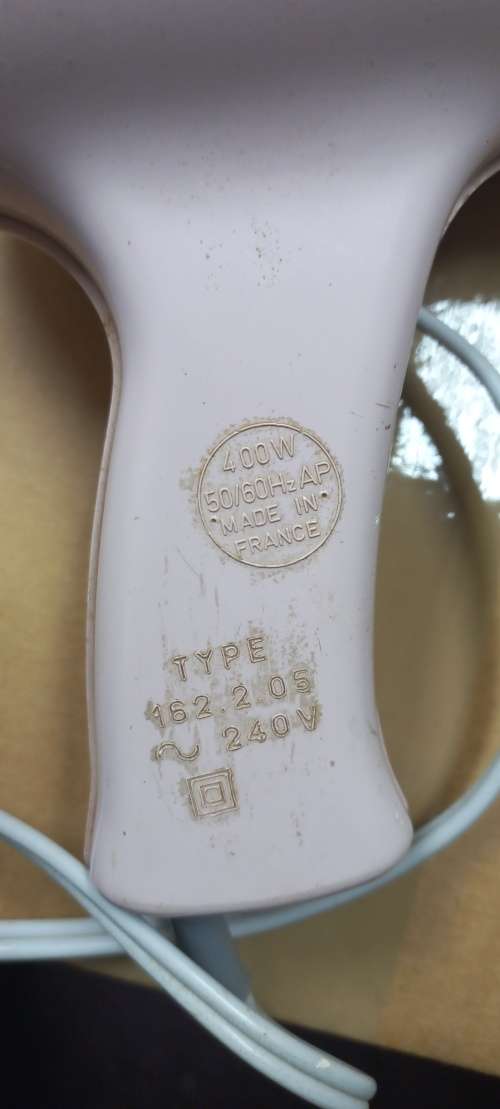 400W
50/60Hz AP
MADE IN
FRANCE
TYPE
162.2 05
~ 240V